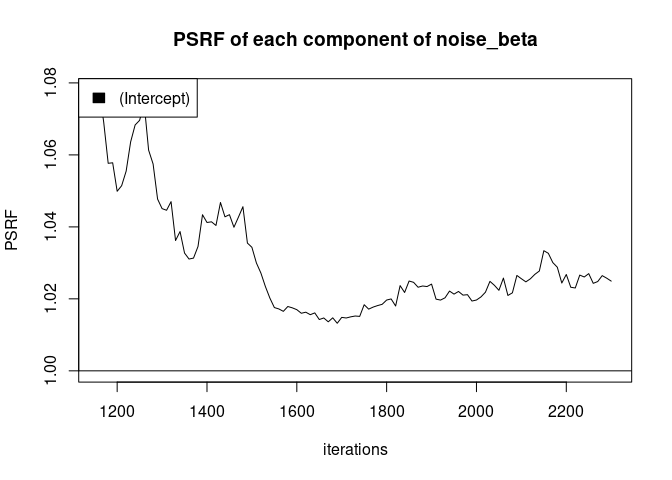 PSRF of each component of noise_beta
(Intercept)
PSRF
1.08
1.06
1.04
1.02
1.00
1200 1400 1600 1800 2000 2200
iterations